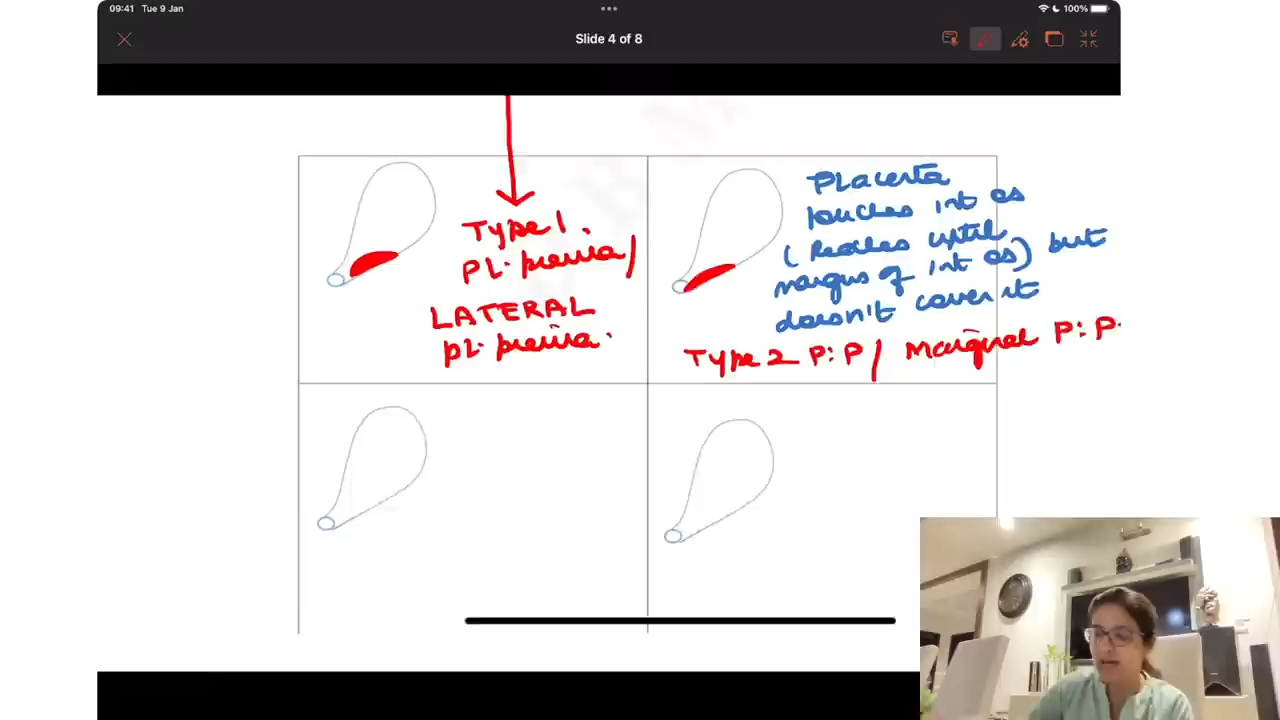 09:41 Tue 9 Jan
100%
Slide 4 of 8
Type 1.
Pl. previa/
LATERAL
pl. previa.
Placenta
touches int os
(Reaches until
margins of int os) but
doesn't cover it
Type 2 P.P/ Marginal P.P.